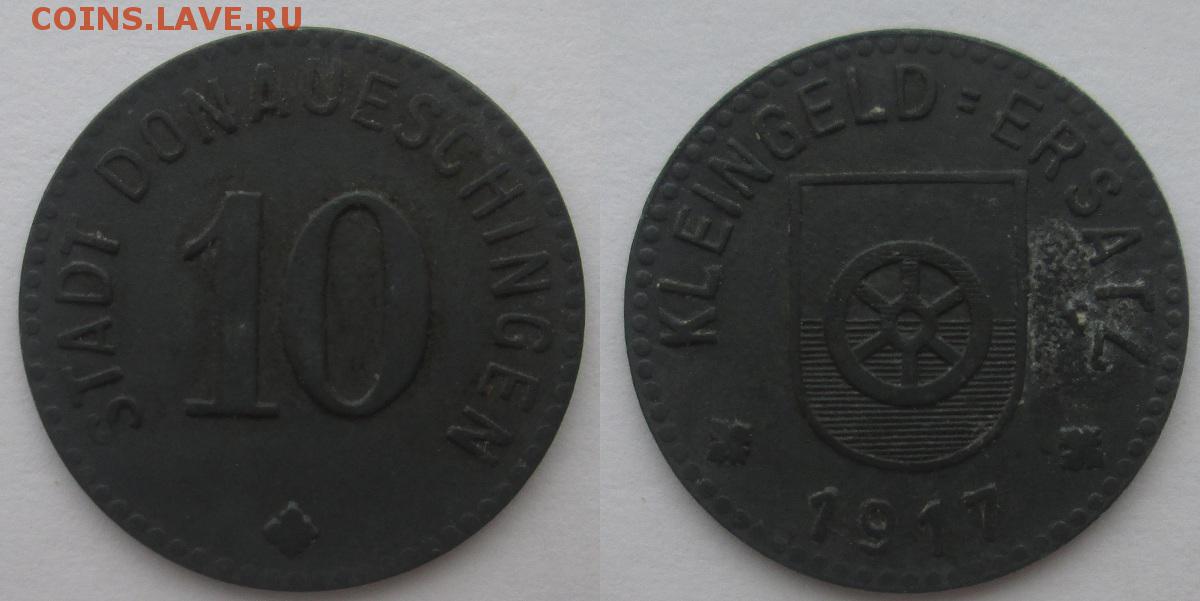 COINS.LAVE.RU
STADT DONAUESCHINGEN
10
KLEINGELD=ERSATZ
1917